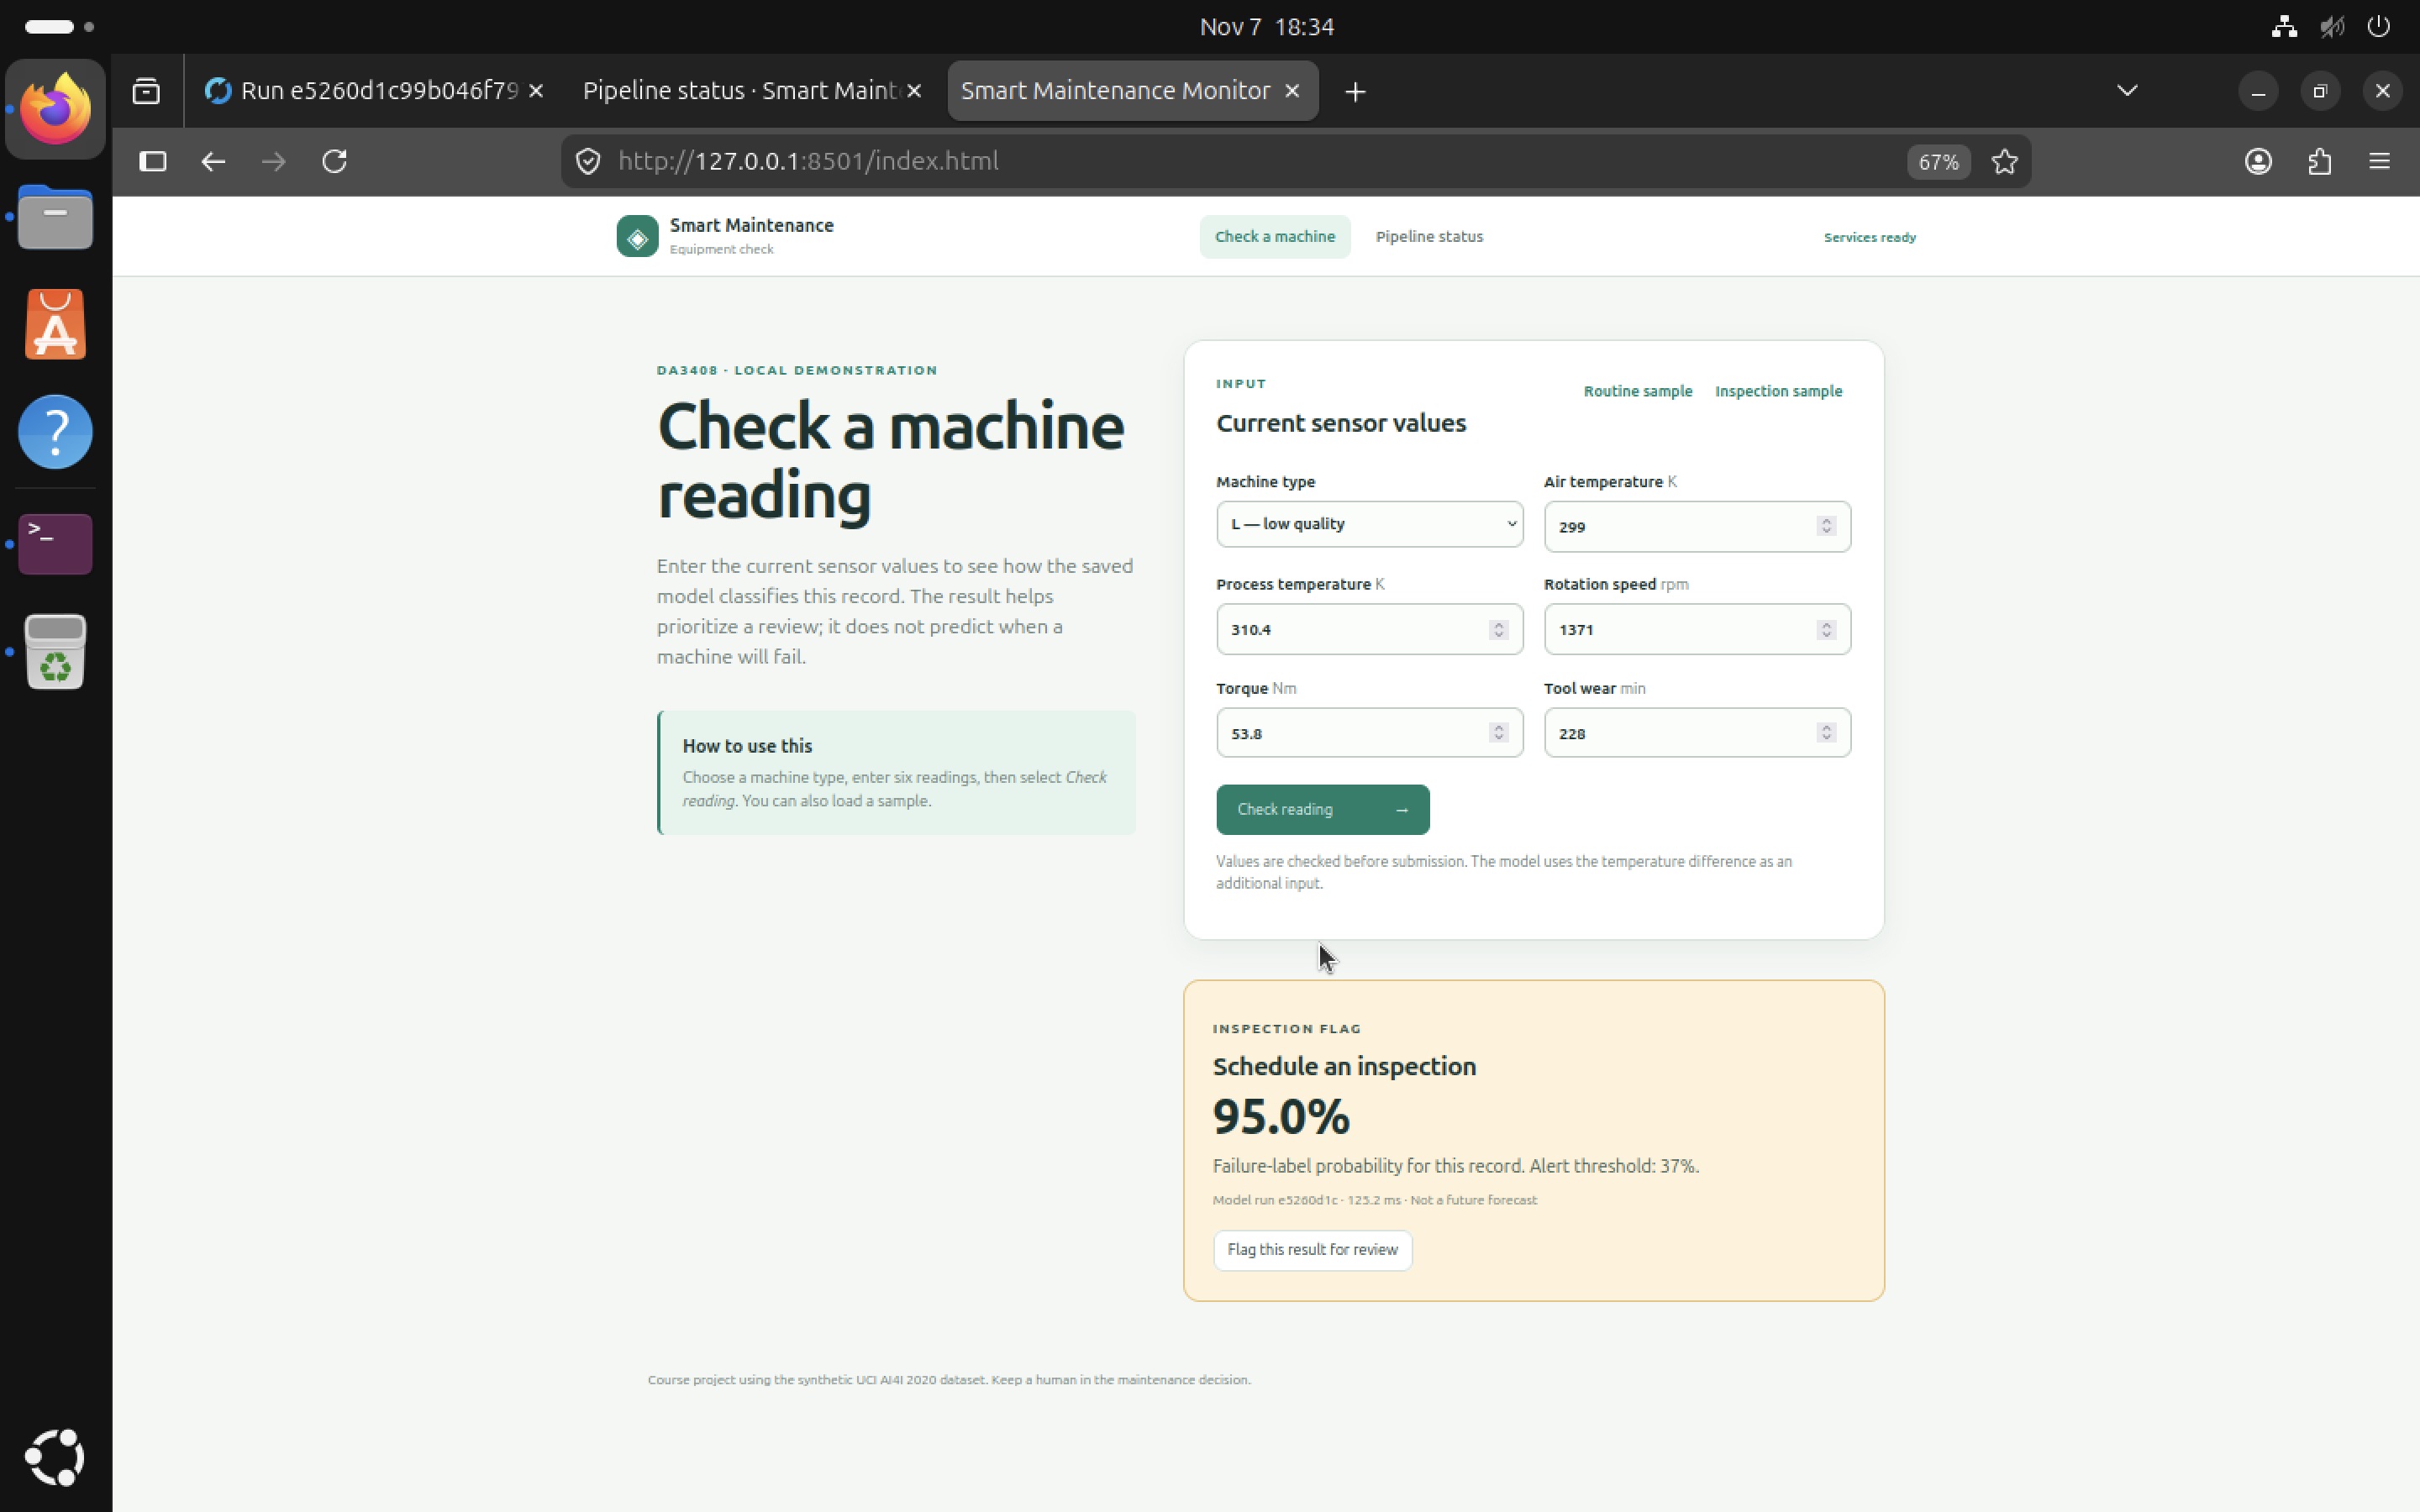 Nov 7 18:34
Run e5260d1c99b046f79
Pipeline status · Smart Maint
Smart Maintenance Monitor
http://127.0.0.1:8501/index.html
67%
Smart Maintenance
Equipment check
Check a machine
Pipeline status
Services ready
DA3408 · LOCAL DEMONSTRATION
Check a machine
reading
Enter the current sensor values to see how the saved
model classifies this record. The result helps
prioritize a review; it does not predict when a
machine will fail.
How to use this
Choose a machine type, enter six readings, then select Check
reading. You can also load a sample.
INPUT
Routine sample
Inspection sample
Current sensor values
Machine type
Air temperature K
L — low quality
299
Process temperature K
Rotation speed rpm
310.4
1371
Torque Nm
Tool wear min
53.8
228
Check reading →
Values are checked before submission. The model uses the temperature difference as an
additional input.
INSPECTION FLAG
Schedule an inspection
95.0%
Failure-label probability for this record. Alert threshold: 37%.
Model run e5260d1c · 125.2 ms · Not a future forecast
Flag this result for review
Course project using the synthetic UCI AI4I 2020 dataset. Keep a human in the maintenance decision.